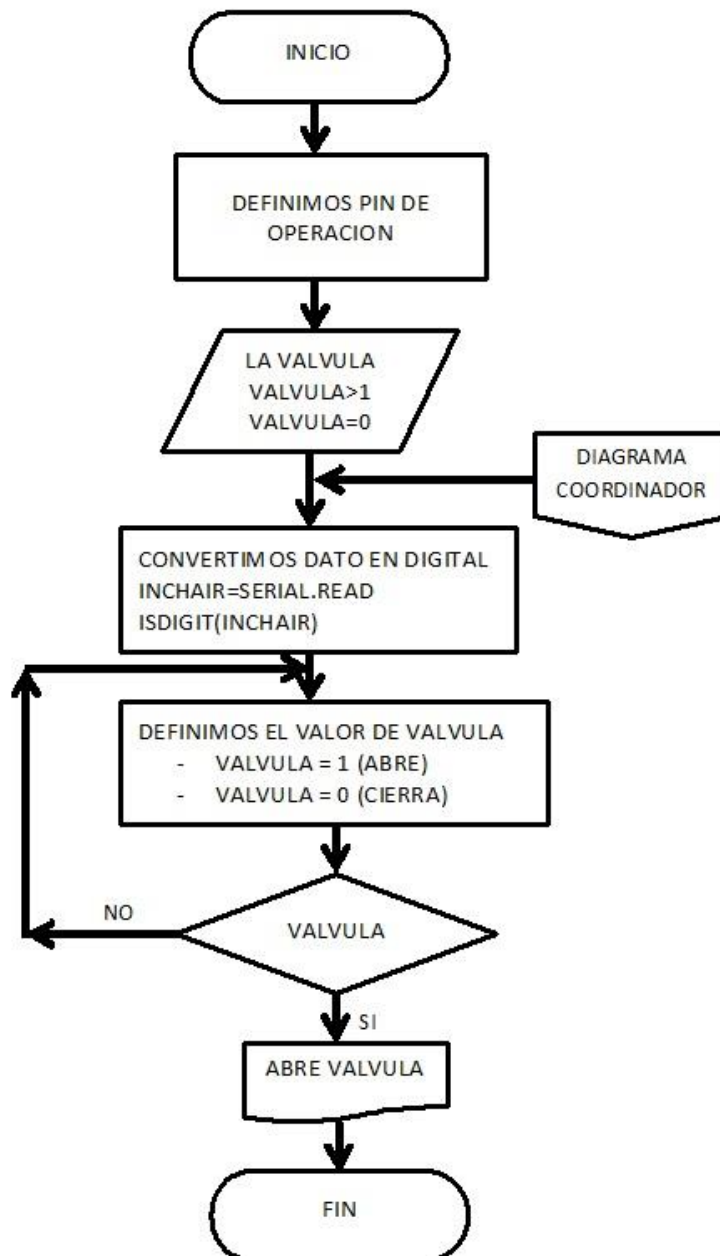 INICIO
DEFINIMOS PIN DE
OPERACION
LA VALVULA
VALVULA>1
VALVULA=0
DIAGRAMA
COORDINADOR
CONVERTIMOS DATO EN DIGITAL
INCHAIR=SERIAL.READ
ISDIGIT(INCHAIR)
DEFINIMOS EL VALOR DE VALVULA
- VALVULA = 1 (ABRE)
- VALVULA = 0 (CIERRA)
NO
VALVULA
SI
ABRE VALVULA
FIN